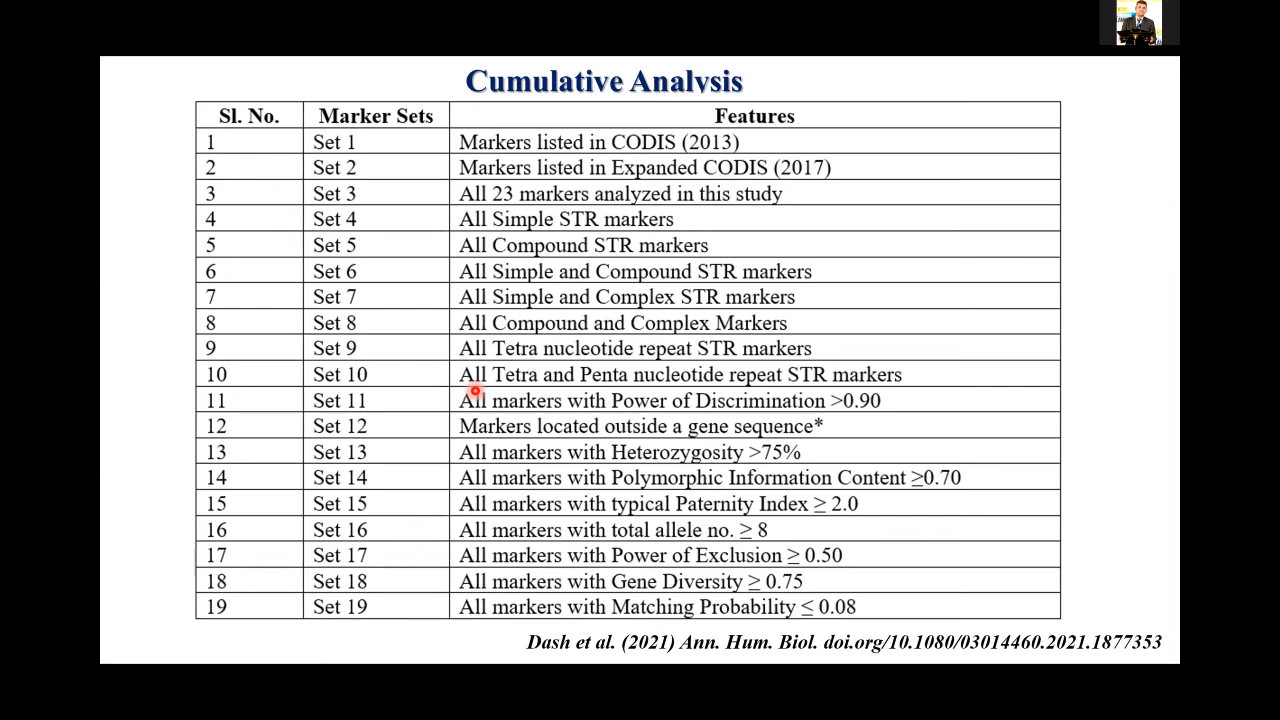 Cumulative Analysis
Sl. No. Marker Sets Features
1 Set 1 Markers listed in CODIS (2013)
2 Set 2 Markers listed in Expanded CODIS (2017)
3 Set 3 All 23 markers analyzed in this study
4 Set 4 All Simple STR markers
5 Set 5 All Compound STR markers
6 Set 6 All Simple and Compound STR markers
7 Set 7 All Simple and Complex STR markers
8 Set 8 All Compound and Complex Markers
9 Set 9 All Tetra nucleotide repeat STR markers
10 Set 10 All Tetra and Penta nucleotide repeat STR markers
11 Set 11 All markers with Power of Discrimination >0.90
12 Set 12 Markers located outside a gene sequence*
13 Set 13 All markers with Heterozygosity >75%
14 Set 14 All markers with Polymorphic Information Content ≥0.70
15 Set 15 All markers with typical Paternity Index ≥ 2.0
16 Set 16 All markers with total allele no. ≥ 8
17 Set 17 All markers with Power of Exclusion ≥ 0.50
18 Set 18 All markers with Gene Diversity ≥ 0.75
19 Set 19 All markers with Matching Probability ≤ 0.08
Dash et al. (2021) Ann. Hum. Biol. doi.org/10.1080/03014460.2021.1877353